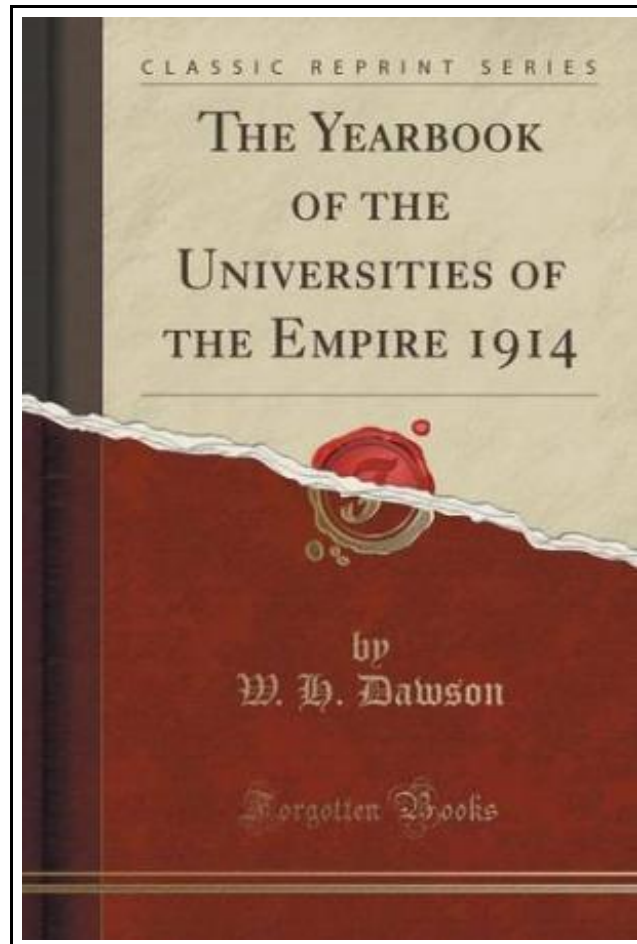 CLASSIC REPRINT SERIES
THE YEARBOOK
OF THE
UNIVERSITIES OF
THE EMPIRE 1914
F
by
W. H. Dawson
Forgotten Books